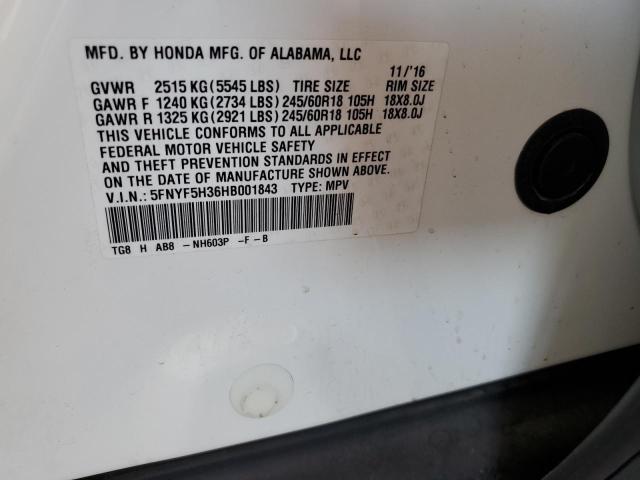 MFD. BY HONDA MFG. OF ALABAMA, LLC
11/'16
GVWR 2515 KG(5545 LBS) TIRE SIZE RIM SIZE
GAWR F 1240 KG(2734 LBS) 245/60R18 105H 18X8.0J
GAWR R 1325 KG(2921 LBS) 245/60R18 105H 18X8.0J
THIS VEHICLE CONFORMS TO ALL APPLICABLE
FEDERAL MOTOR VEHICLE SAFETY
AND THEFT PREVENTION STANDARDS IN EFFECT
ON THE DATE OF MANUFACTURE SHOWN ABOVE.
V.I.N.: 5FNYF5H36HB001843 TYPE: MPV
TG8 H AB8 -NH603P -F -B